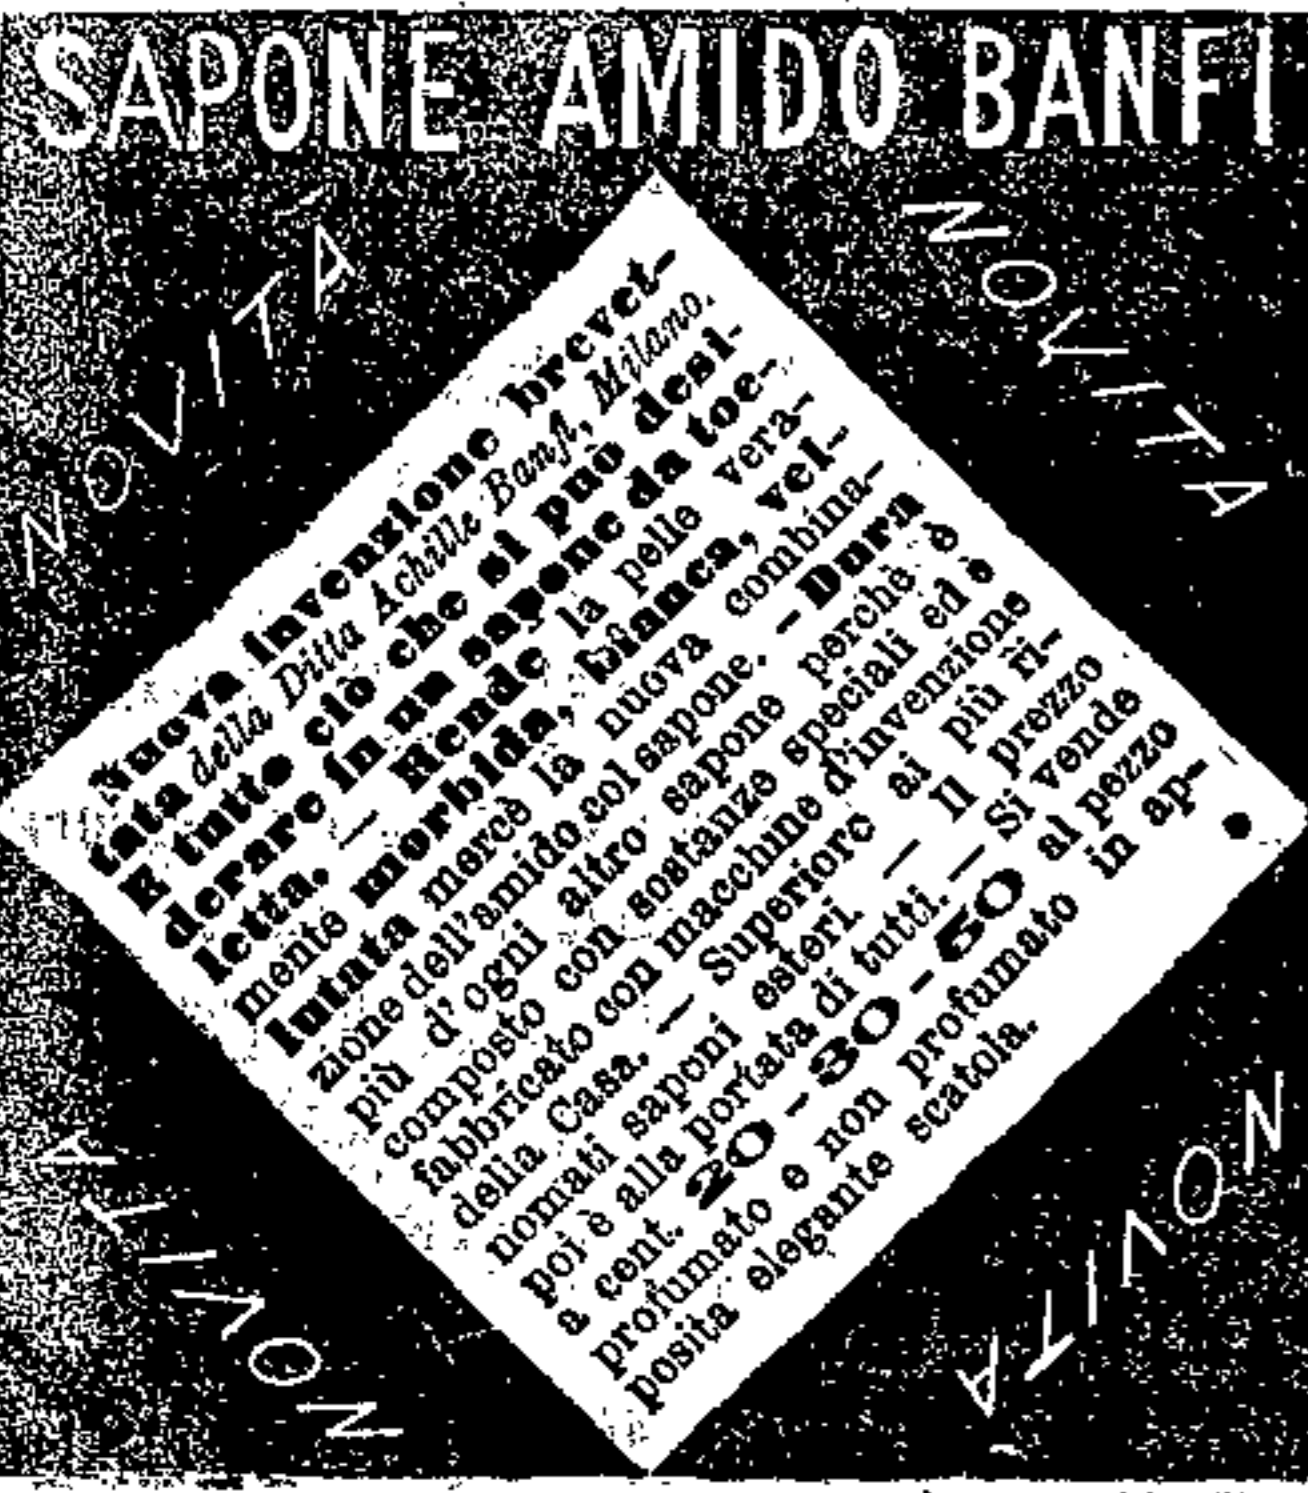 SAPONE AMIDO BANFI
NOVITÀ
NOVITA
Nuova invenzione brevet-
tata della Ditta Achille Banfi, Milano.
E tutto ciò che si può desi-
derare in un sapone da toe-
letta. — Rende la pelle vera-
mente morbida, bianca, vel-
lutata mercè la nuova combina-
zione dell'amido col sapone. — Dura
più d'ogni altro sapone perchè è
composto con sostanze speciali ed è
fabbricato con macchine d'invenzione
della Casa. — Superiore ai più ri-
nomati saponi esteri. — Il prezzo
poi è alla portata di tutti. — Si vende
a cent. 20 - 30 - 50 al pezzo
profumato e non profumato in ap-
posita elegante scatola.
NOVITA
NOVITA